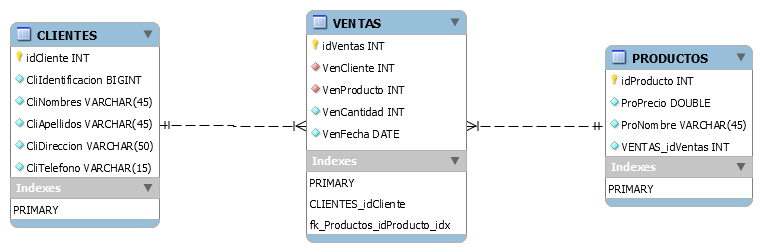 CLIENTES
idCliente INT
CliIdentificacion BIGINT
CliNombres VARCHAR(45)
CliApellidos VARCHAR(45)
CliDireccion VARCHAR(50)
CliTelefono VARCHAR(15)
Indexes
PRIMARY
VENTAS
idVentas INT
VenCliente INT
VenProducto INT
VenCantidad INT
VenFecha DATE
Indexes
PRIMARY
CLIENTES_idCliente
fk_Productos_idProducto_idx
PRODUCTOS
idProducto INT
ProPrecio DOUBLE
ProNombre VARCHAR(45)
VENTAS_idVentas INT
Indexes
PRIMARY